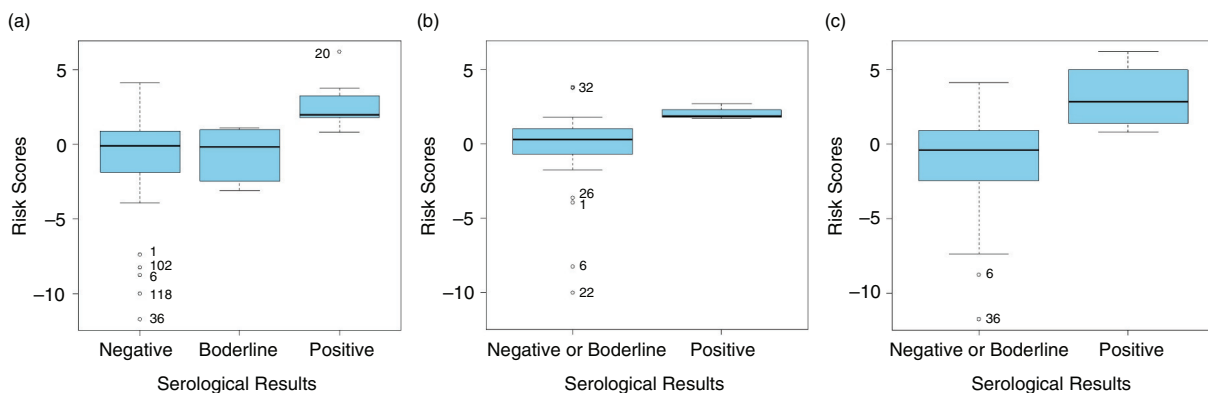 (a)
Risk Scores
5
0
−5
−10
20
1
102
6
118
36
Negative Boderline Positive
Serological Results
(b)
Risk Scores
5
0
−5
−10
32
26
1
6
22
Negative or Boderline Positive
Serological Results
(c)
Risk Scores
5
0
−5
−10
6
36
Negative or Boderline Positive
Serological Results